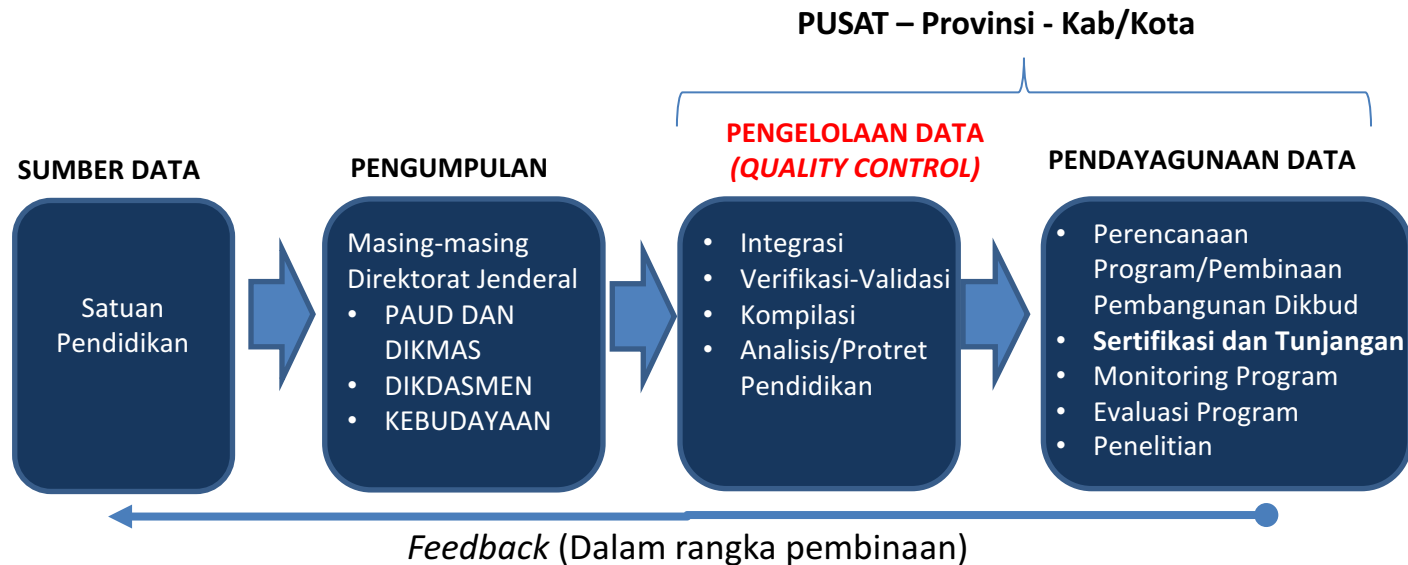 PUSAT – Provinsi - Kab/Kota
SUMBER DATA
Satuan
Pendidikan
PENGUMPULAN
Masing-masing
Direktorat Jenderal
• PAUD DAN
DIKMAS
• DIKDASMEN
• KEBUDAYAAN
PENGELOLAAN DATA
(QUALITY CONTROL)
• Integrasi
• Verifikasi-Validasi
• Kompilasi
• Analisis/Protret
Pendidikan
PENDAYAGUNAAN DATA
• Perencanaan
Program/Pembinaan
Pembangunan Dikbud
• Sertifikasi dan Tunjangan
• Monitoring Program
• Evaluasi Program
• Penelitian
Feedback (Dalam rangka pembinaan)